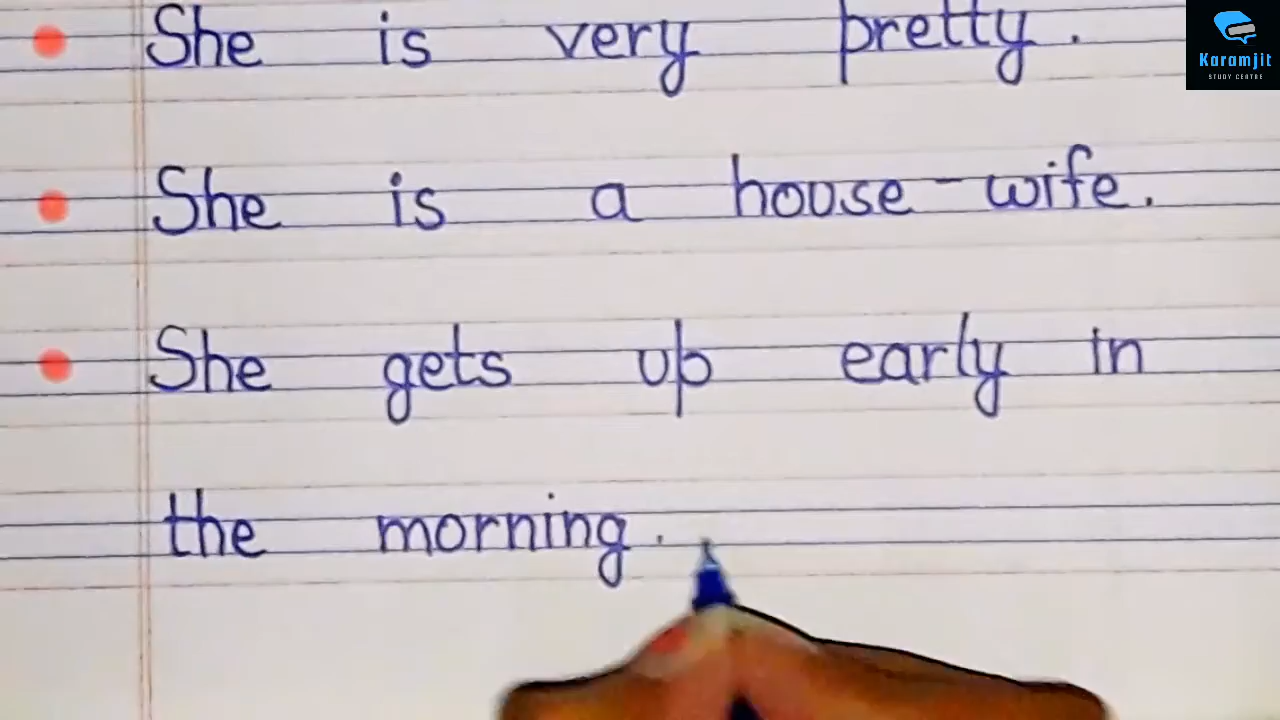 She is very pretty.
Karamjit
STUDY CENTRE
She is a house-wife.
She gets up early in
the morning.